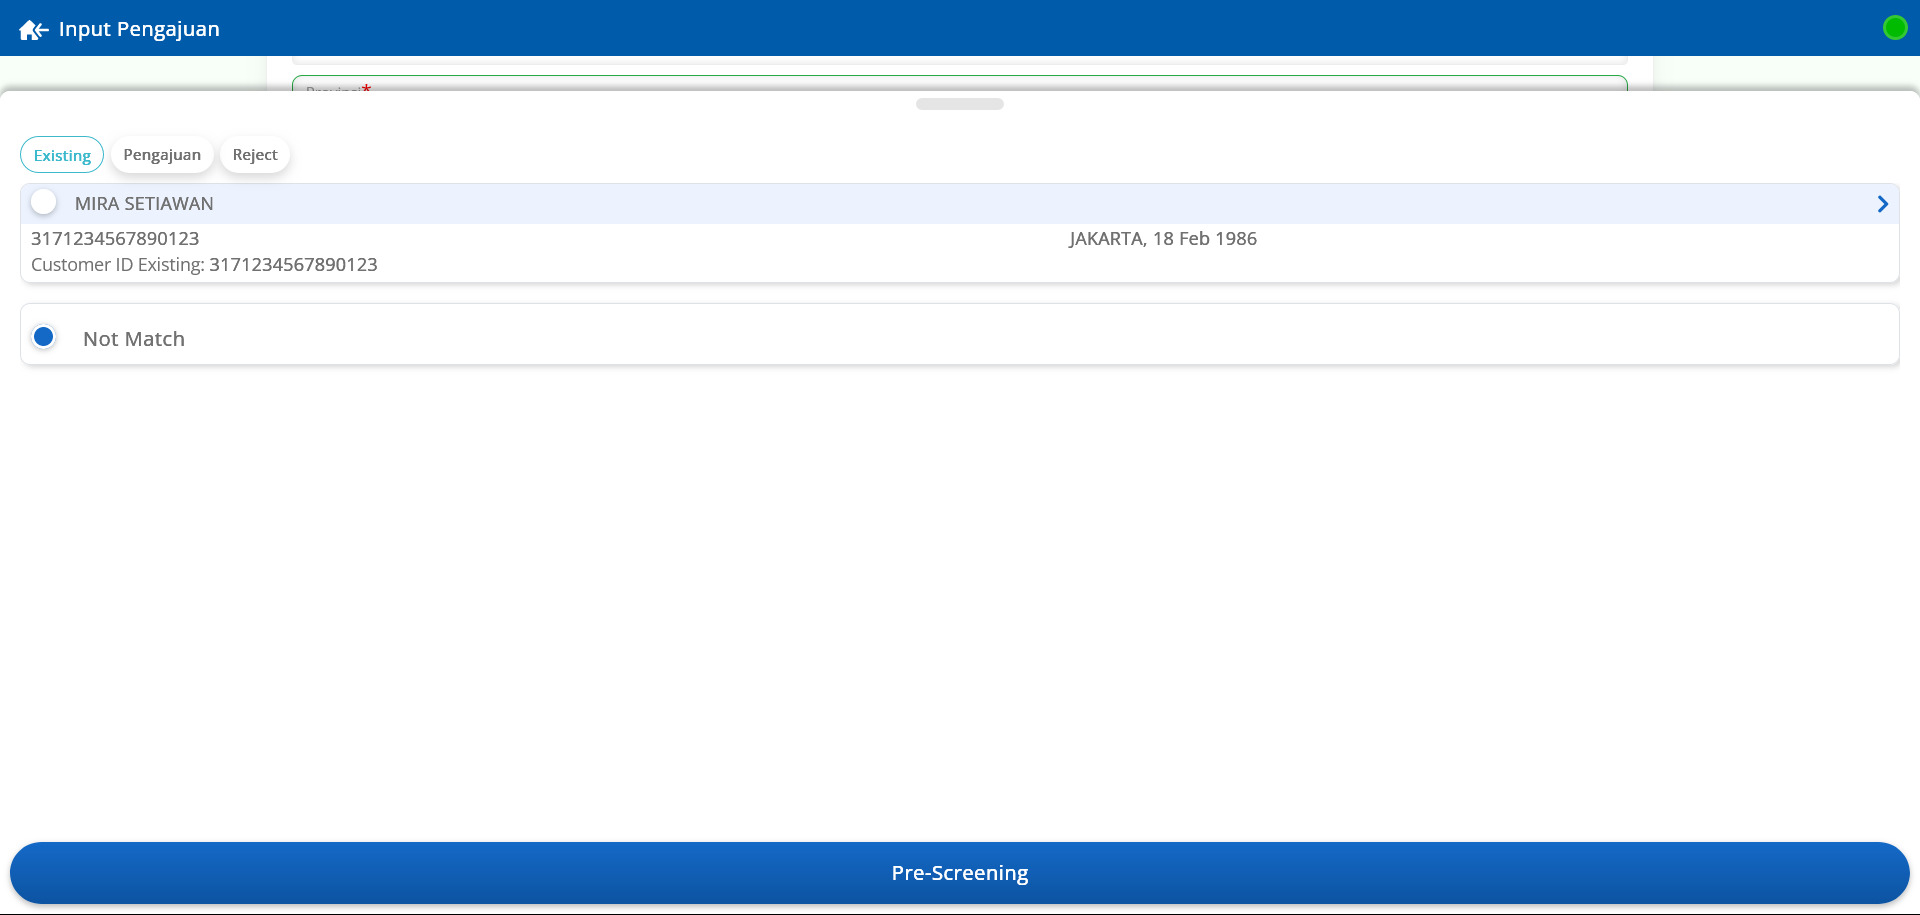 Input Pengajuan
Provinsi*
Existing
Pengajuan
Reject
MIRA SETIAWAN
3171234567890123
JAKARTA, 18 Feb 1986
Customer ID Existing: 3171234567890123
Not Match
Pre-Screening